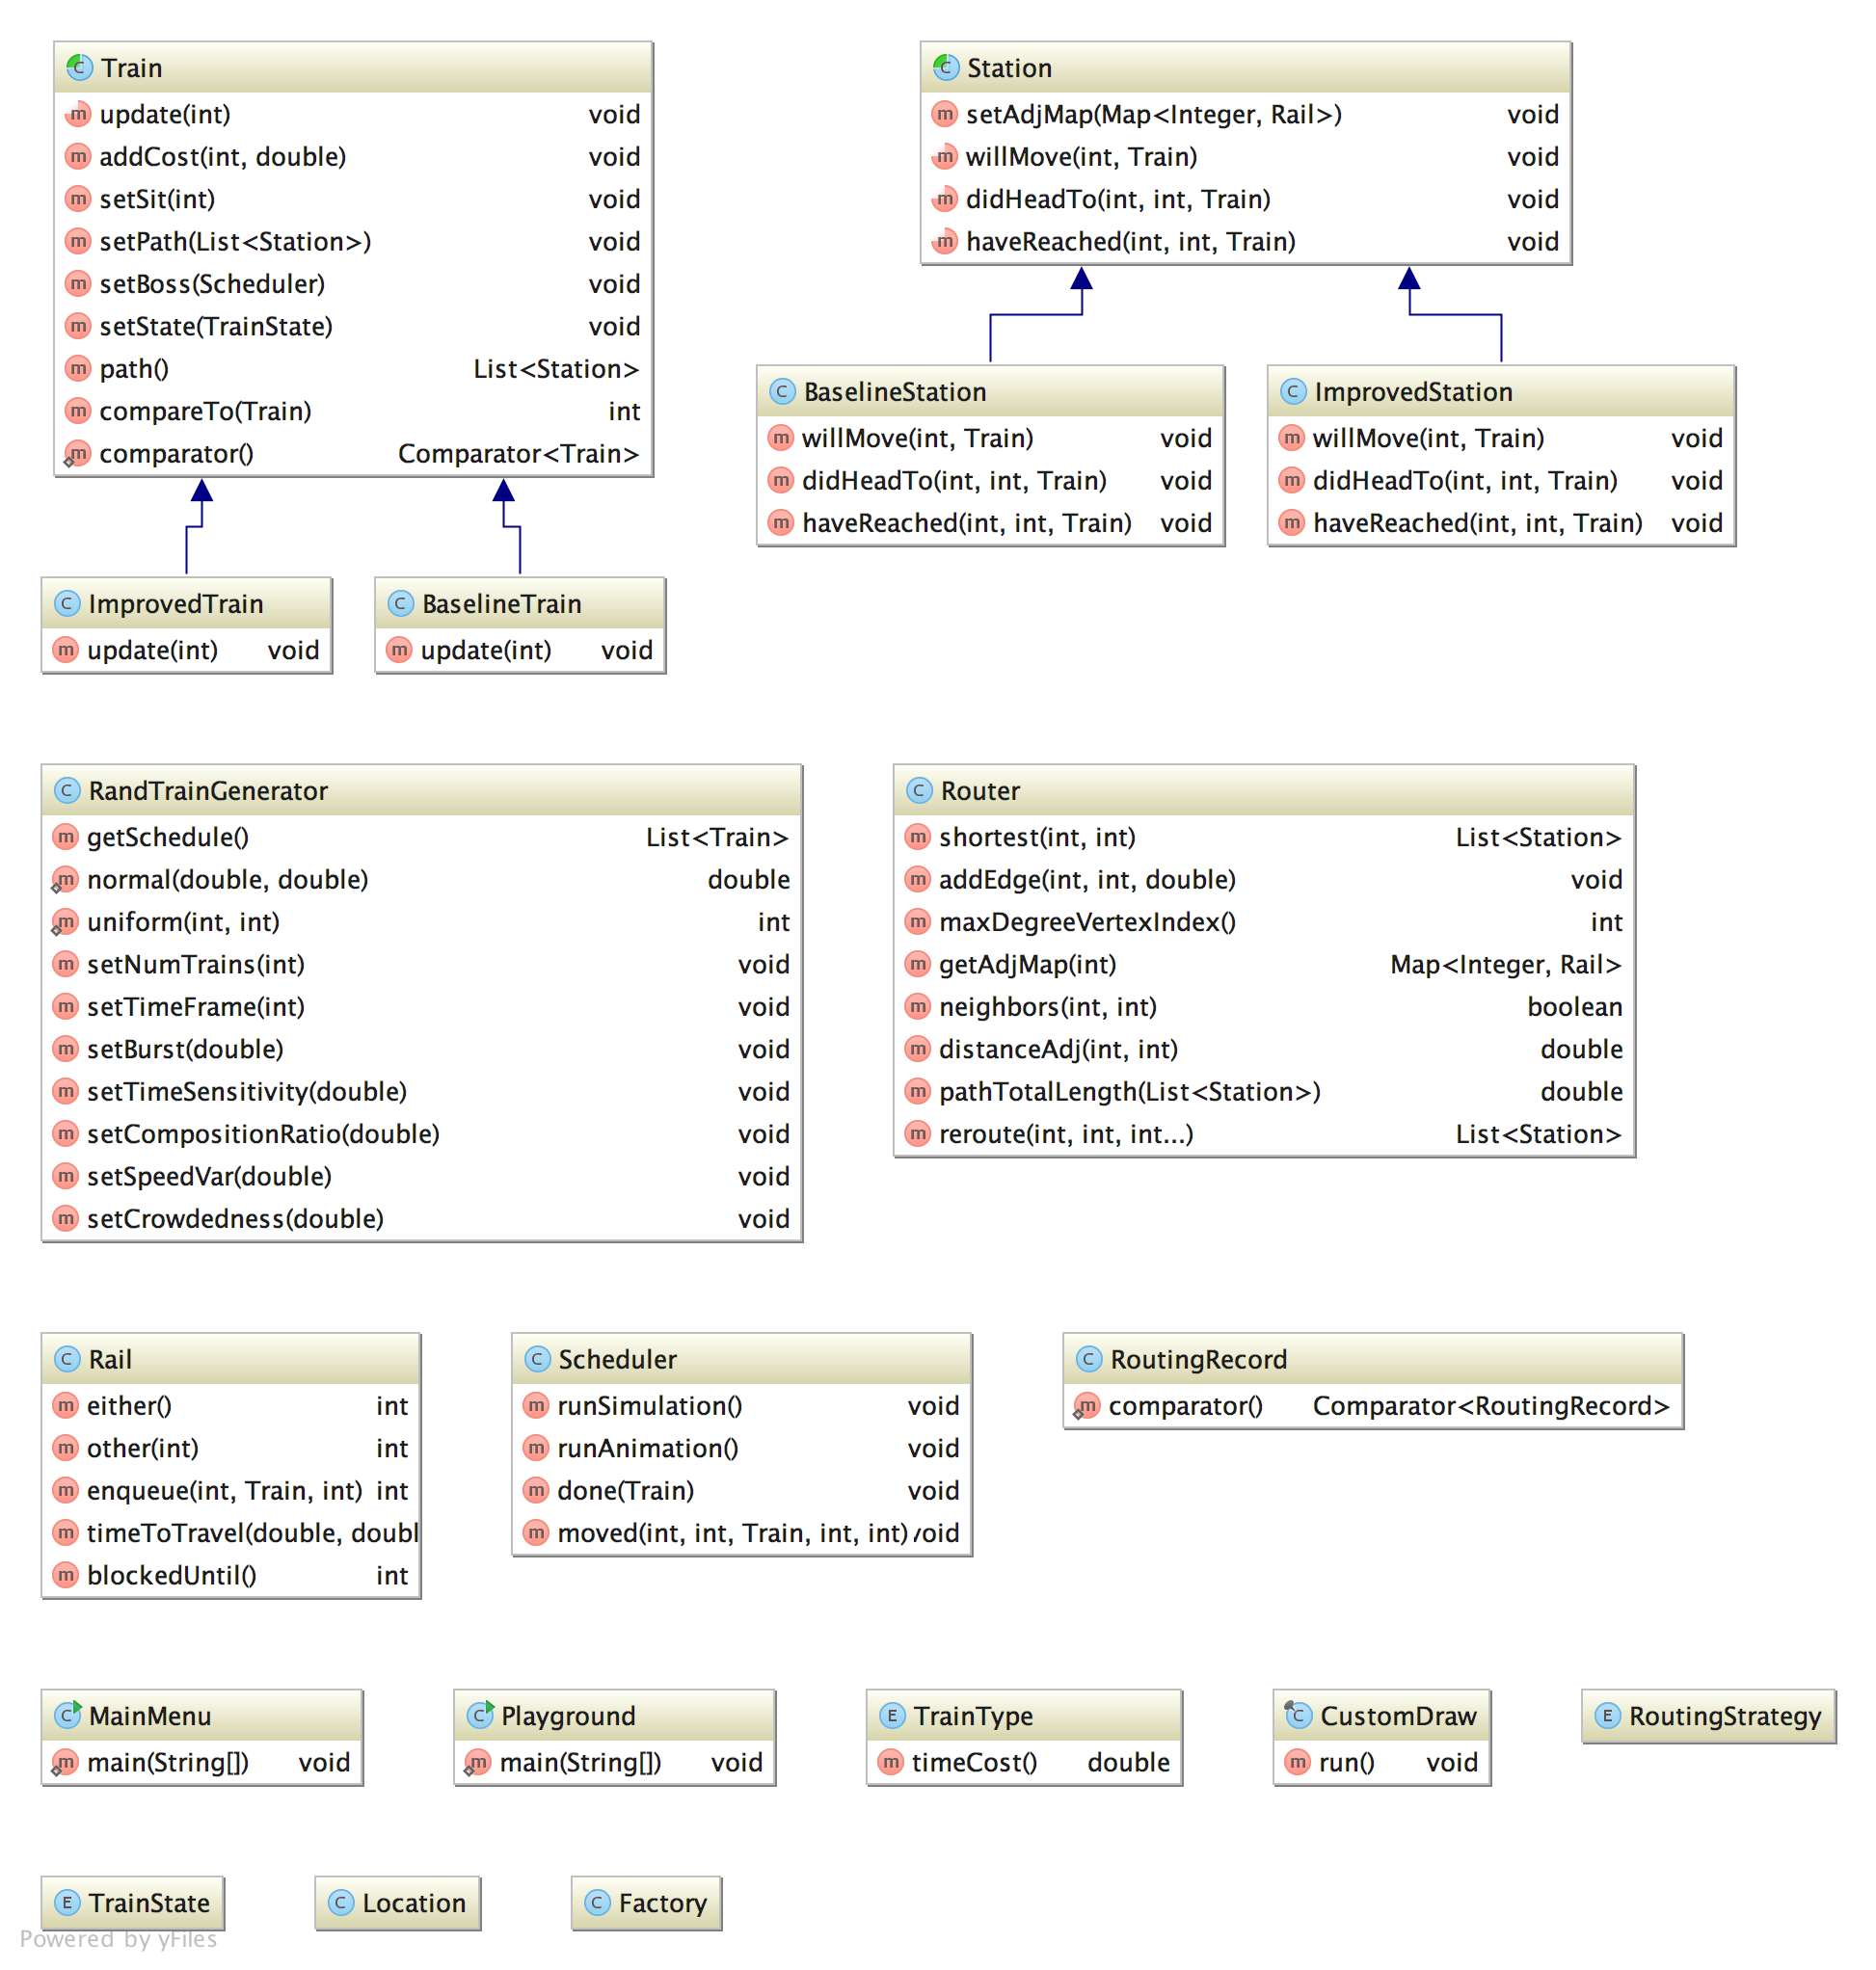 Train
update(int) void
addCost(int, double) void
setSit(int) void
setPath(List<Station>) void
setBoss(Scheduler) void
setState(TrainState) void
path() List<Station>
compareTo(Train) int
comparator() Comparator<Train>
Station
setAdjMap(Map<Integer, Rail>) void
willMove(int, Train) void
didHeadTo(int, int, Train) void
haveReached(int, int, Train) void
BaselineStation
willMove(int, Train) void
didHeadTo(int, int, Train) void
haveReached(int, int, Train) void
ImprovedStation
willMove(int, Train) void
didHeadTo(int, int, Train) void
haveReached(int, int, Train) void
ImprovedTrain
update(int) void
BaselineTrain
update(int) void
RandTrainGenerator
getSchedule() List<Train>
normal(double, double) double
uniform(int, int) int
setNumTrains(int) void
setTimeFrame(int) void
setBurst(double) void
setTimeSensitivity(double) void
setCompositionRatio(double) void
setSpeedVar(double) void
setCrowdedness(double) void
Router
shortest(int, int) List<Station>
addEdge(int, int, double) void
maxDegreeVertexIndex() int
getAdjMap(int) Map<Integer, Rail>
neighbors(int, int) boolean
distanceAdj(int, int) double
pathTotalLength(List<Station>) double
reroute(int, int, int...) List<Station>
Rail
either() int
other(int) int
enqueue(int, Train, int) int
timeToTravel(double, doubl
blockedUntil() int
Scheduler
runSimulation() void
runAnimation() void
done(Train) void
moved(int, int, Train, int, int) void
RoutingRecord
comparator() Comparator<RoutingRecord>
MainMenu
main(String[]) void
Playground
main(String[]) void
TrainType
timeCost() double
CustomDraw
run() void
RoutingStrategy
TrainState
Location
Factory
Powered by yFiles